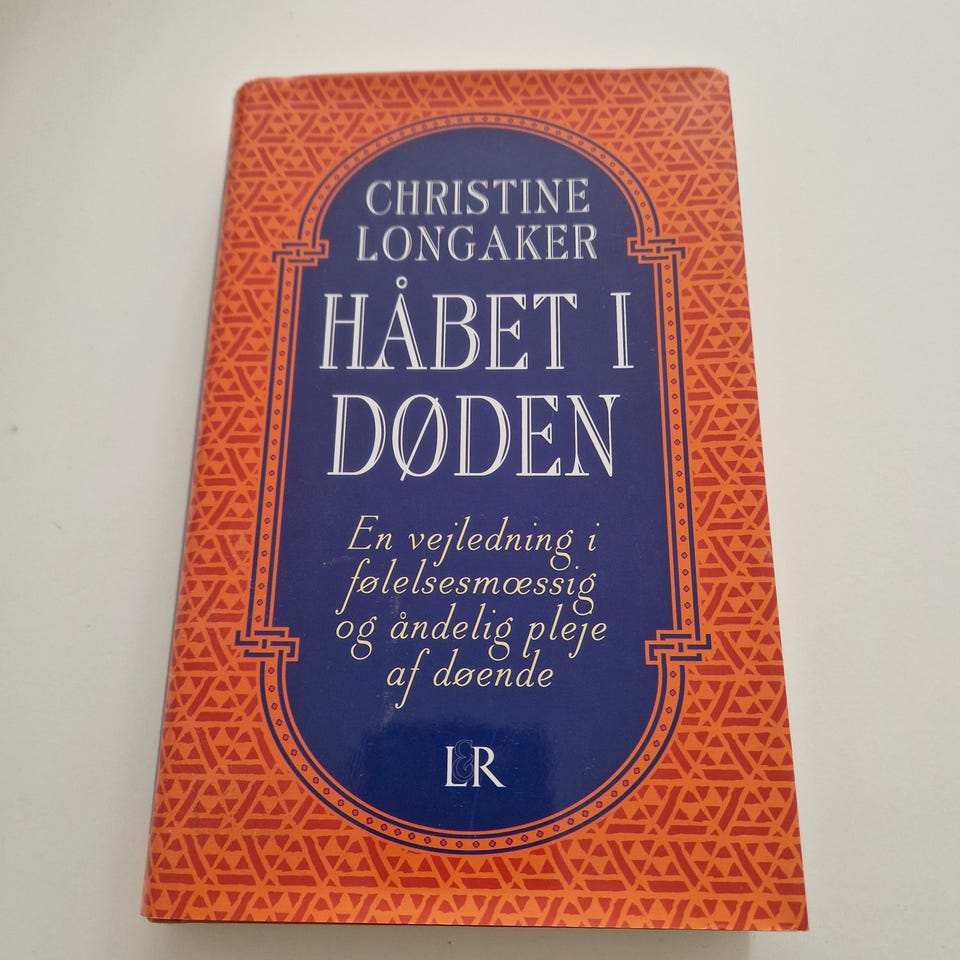 CHRISTINE
LONGAKER
HÅBET I
DØDEN
En vejledning i
følelsesmæssig
og åndelig pleje
af døende
L&R